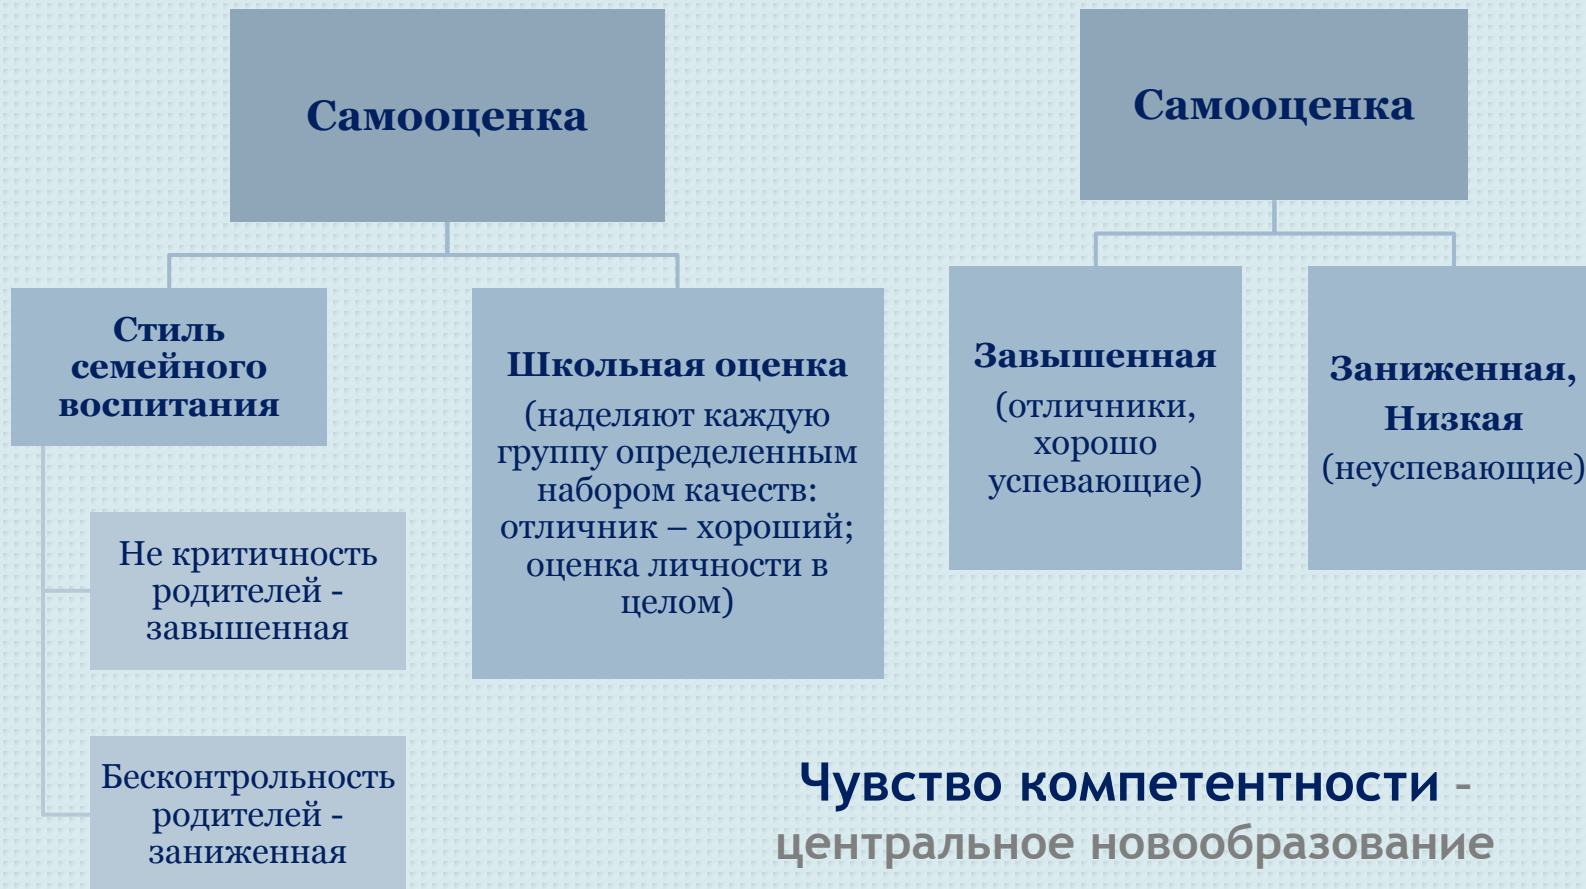 Самооценка
Стиль
семейного
воспитания
Не критичность
родителей -
завышенная
Бесконтрольность
родителей -
заниженная
Школьная оценка
(наделяют каждую
группу определенным
набором качеств:
отличник – хороший;
оценка личности в
целом)
Самооценка
Завышенная
(отличники,
хорошо
успевающие)
Заниженная,
Низкая
(неуспевающие)
Чувство компетентности –
центральное новообразование